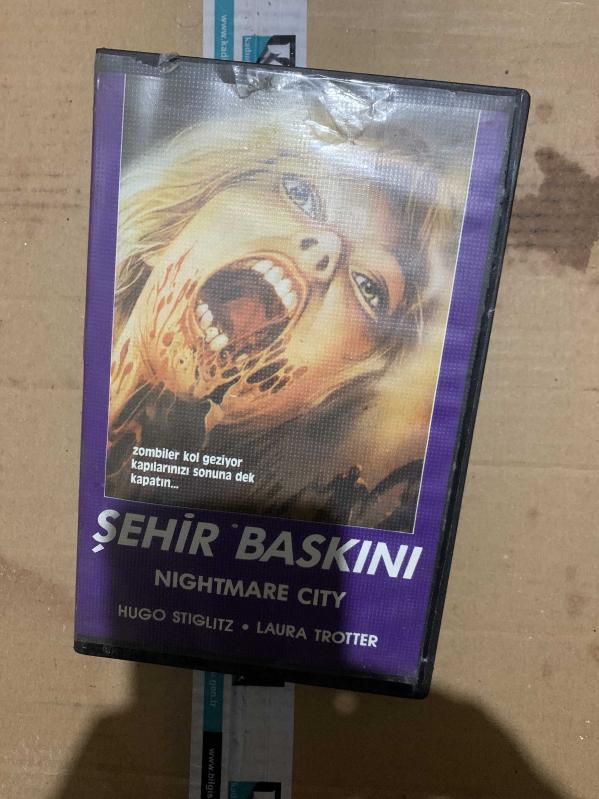 zombiler kol geziyor
kapılarınızı sonuna dek
kapatın...
ŞEHİR BASKINI
NIGHTMARE CITY
HUGO STIGLITZ • LAURA TROTTER